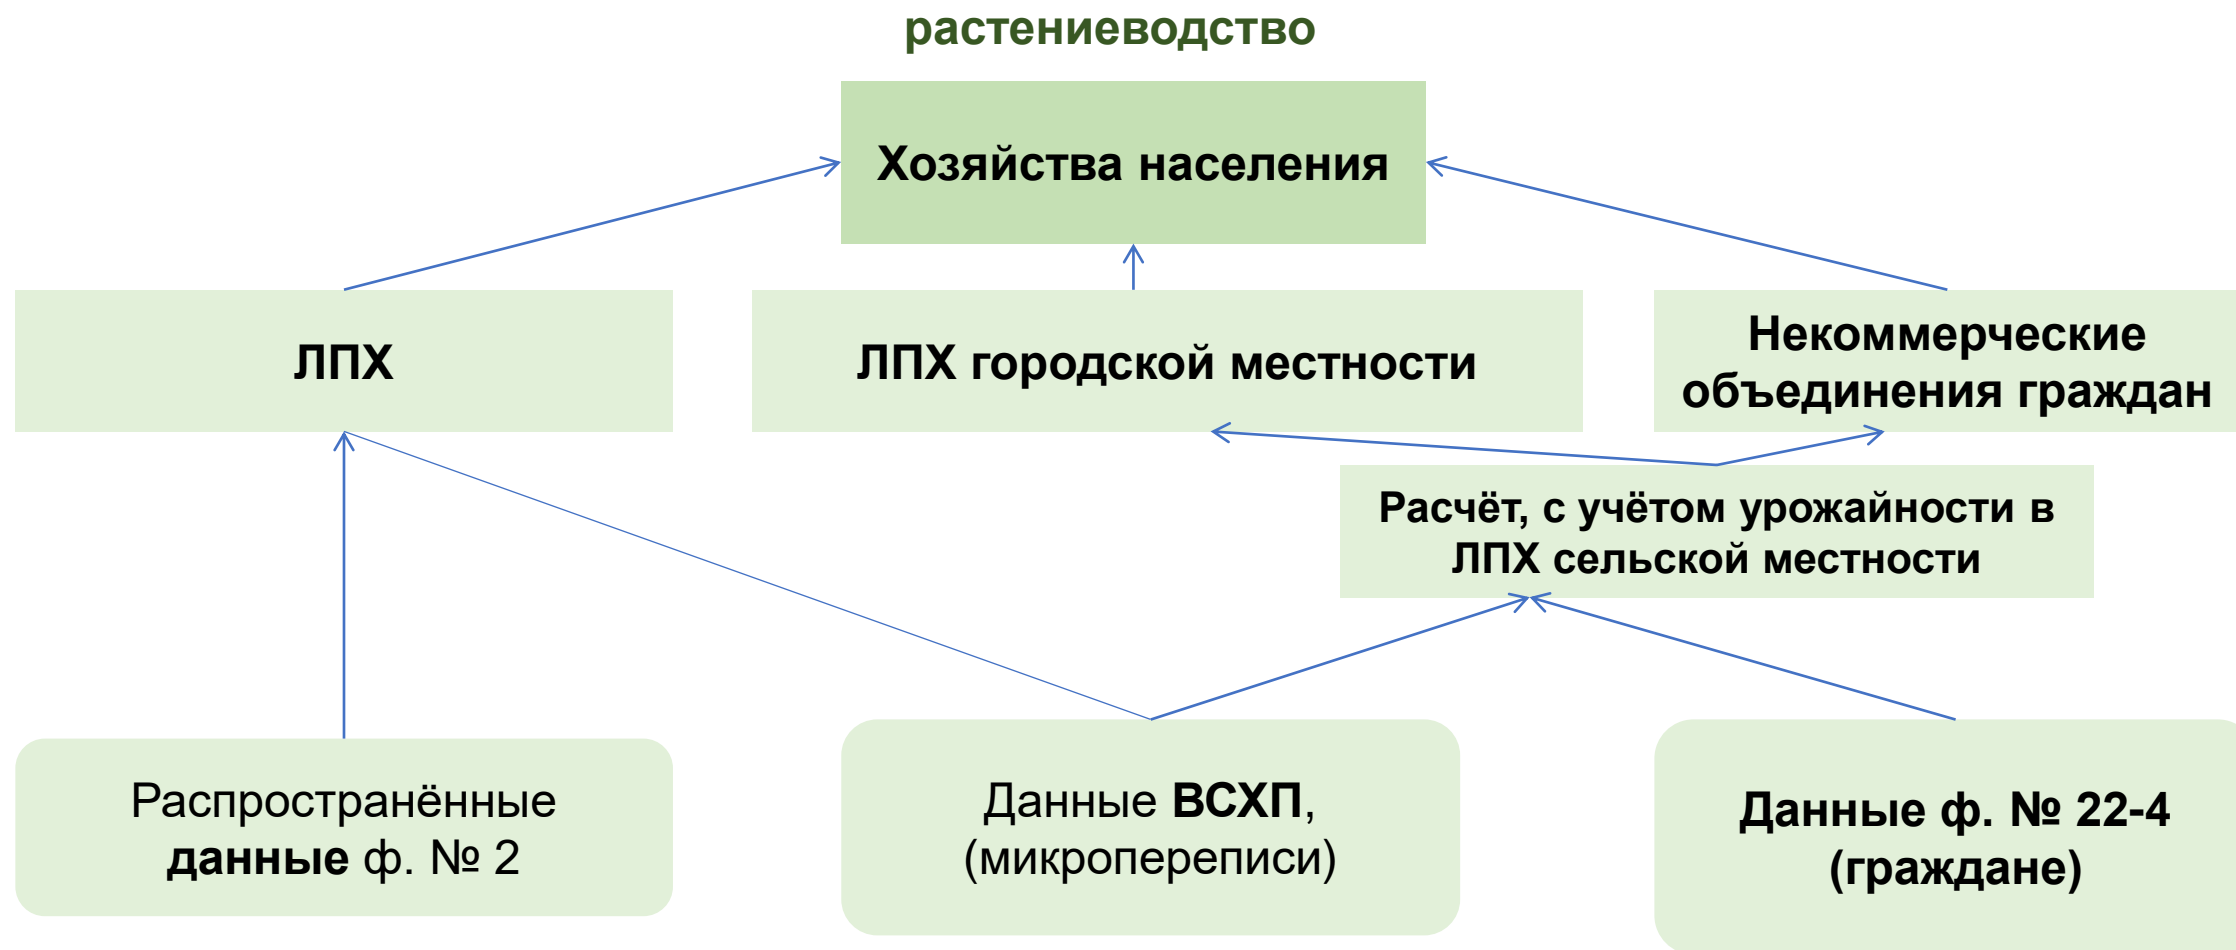 растениеводство
Хозяйства населения
ЛПХ
ЛПХ городской местности
Некоммерческие
объединения граждан
Расчёт, с учётом урожайности в
ЛПХ сельской местности
Распространённые
данные ф. № 2
Данные ВСХП,
(микропереписи)
Данные ф. № 22-4
(граждане)